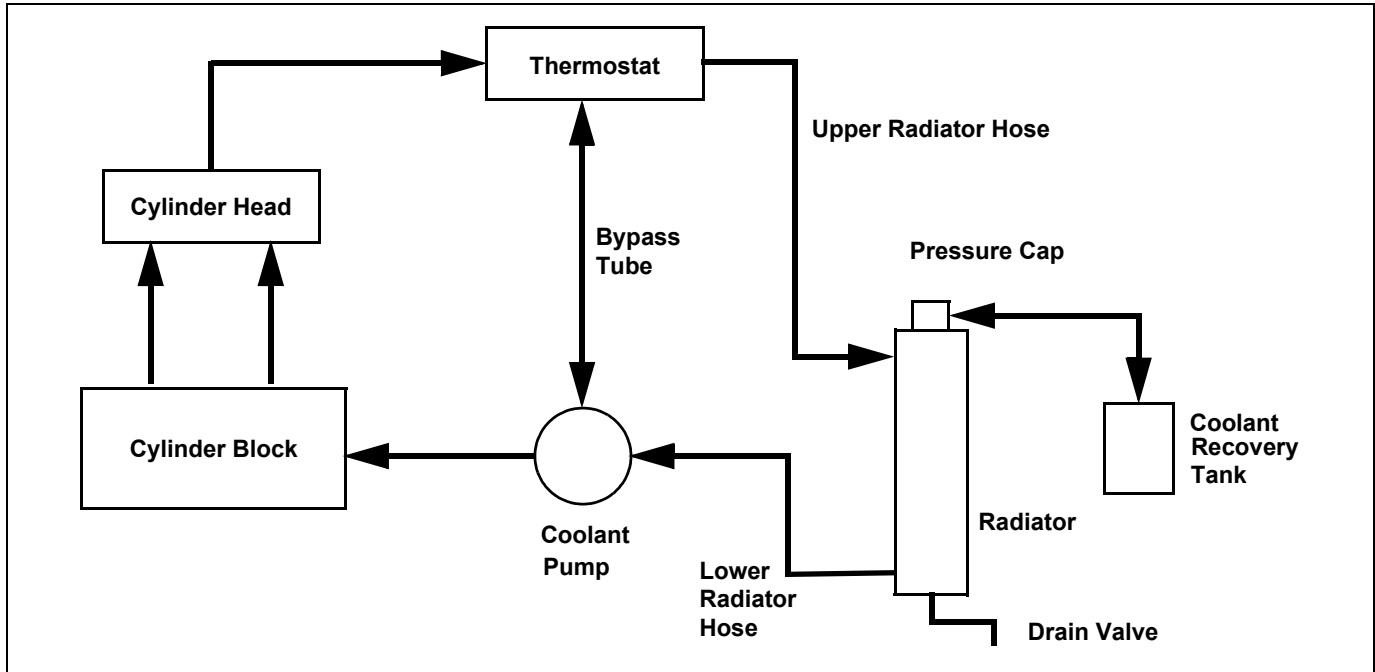 Thermostat
Upper Radiator Hose
Cylinder Head
Bypass
Tube
Pressure Cap
Cylinder Block
Coolant
Recovery
Tank
Coolant
Pump
Radiator
Lower
Radiator
Hose
Drain Valve